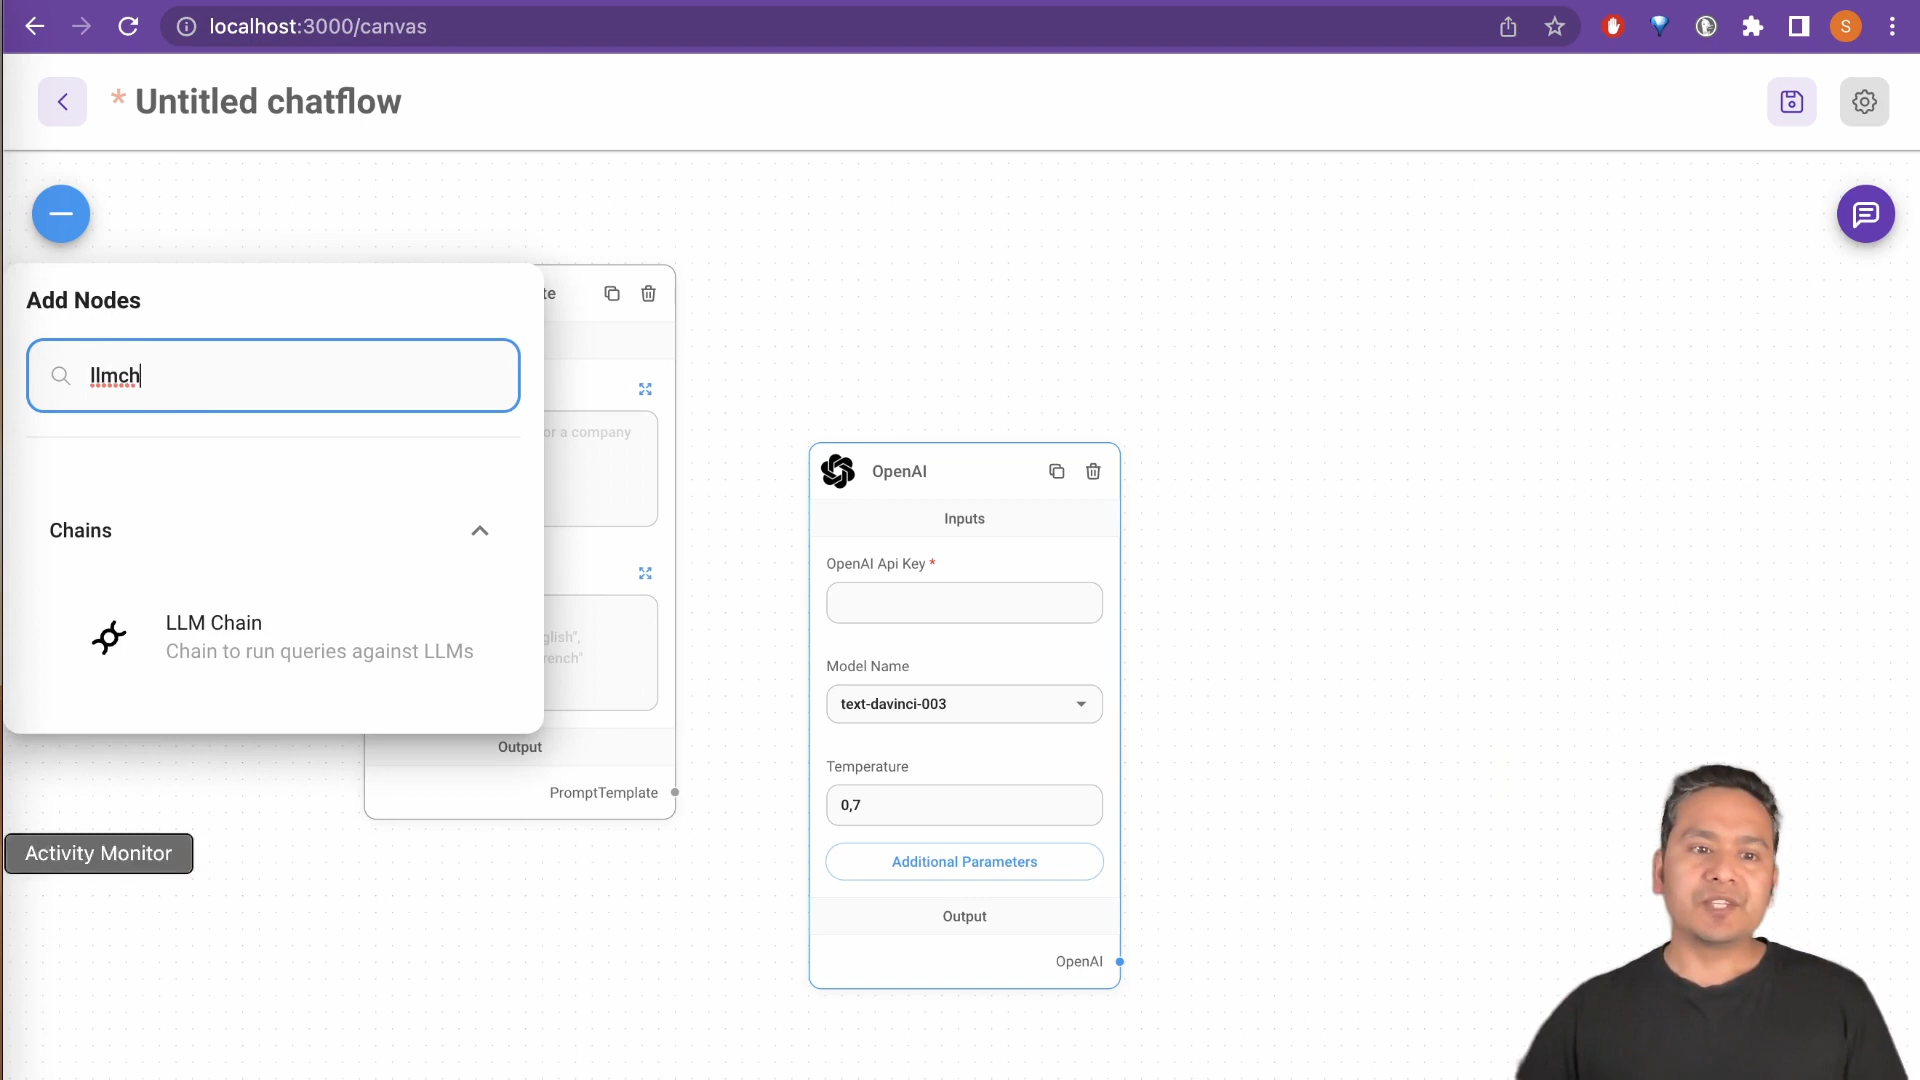 localhost:3000/canvas
S
* Untitled chatflow
Add Nodes
llmch
Chains
LLM Chain
Chain to run queries against LLMs
te
or a company
glish",
rench"
Output
PromptTemplate
Activity Monitor
OpenAI
Inputs
OpenAI Api Key *
Model Name
text-davinci-003
Temperature
0,7
Additional Parameters
Output
OpenAI